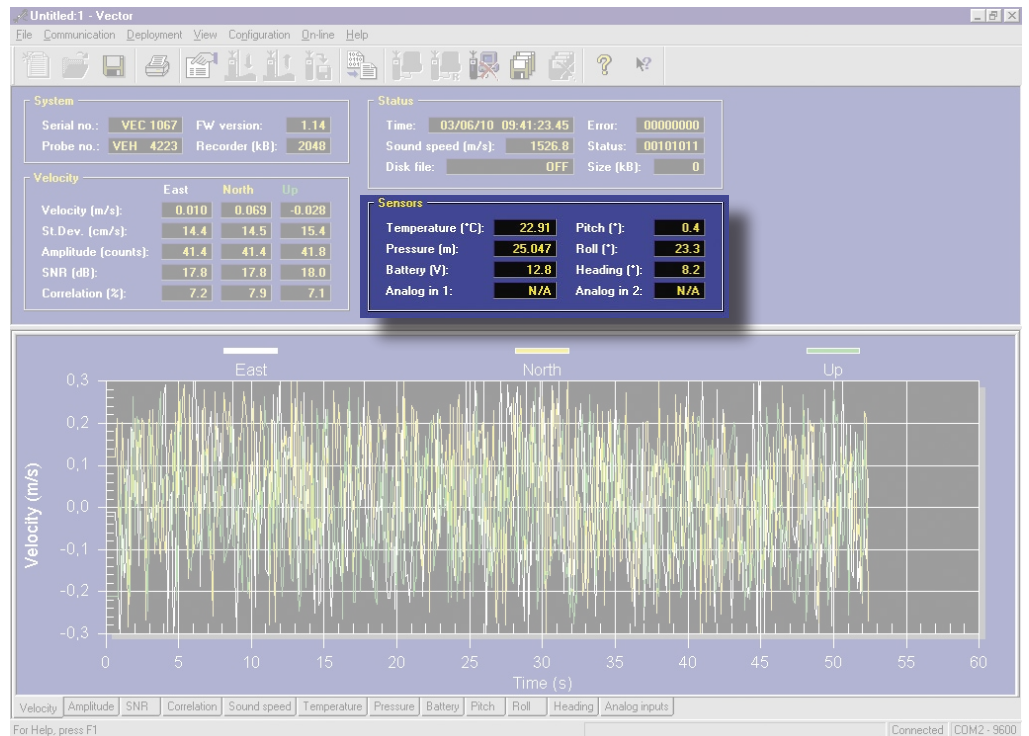 Untitled:1 - Vector
File Communication Deployment View Configuration On-line Help
System
Serial no.: VEC 1067 FW version: 1.14
Probe no.: VEH 4223 Recorder (kB): 2048
Status
Time: 03/06/10 09:41:23.45 Error: 00000000
Sound speed (m/s): 1526.8 Status: 00101011
Disk file: OFF Size (kB): 0
Velocity
East North Up
Velocity (m/s): 0.010 0.069 -0.028
St.Dev. (cm/s): 14.4 14.5 15.4
Amplitude (counts): 41.4 41.4 41.8
SNR (dB): 17.8 17.8 18.0
Correlation (%): 7.2 7.9 7.1
Sensors
Temperature (°C): 22.91 Pitch (°): 0.4
Pressure (m): 25.047 Roll (°): 23.3
Battery (V): 12.8 Heading (°): 8.2
Analog in 1: N/A Analog in 2: N/A
East North Up
0,3
0,2
0,1
0,0
-0,1
-0,2
-0,3
Velocity (m/s)
0 5 10 15 20 25 30 35 40 45 50 55 60
Time (s)
Velocity Amplitude SNR Correlation Sound speed Temperature Pressure Battery Pitch Roll Heading Analog inputs
For Help, press F1 Connected COM2 - 9600